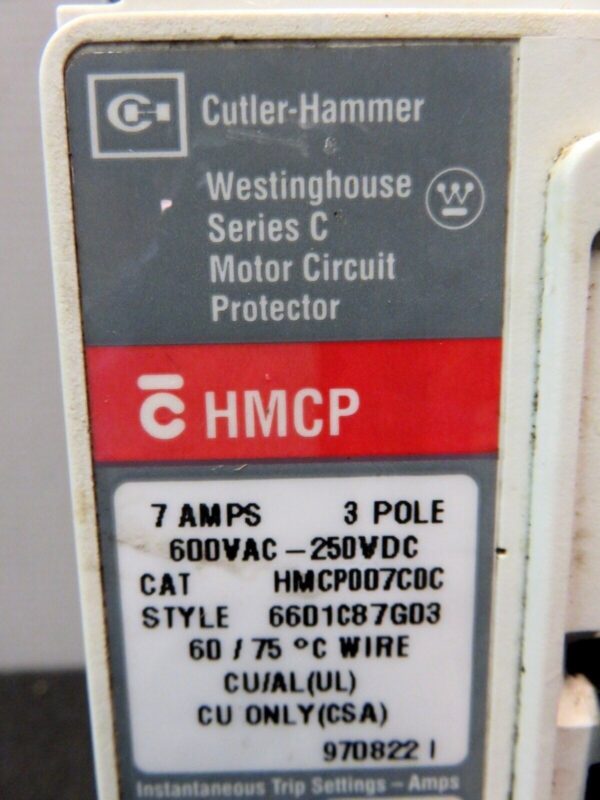 Cutler-Hammer
Westinghouse
Series C
Motor Circuit
Protector
C HMCP
7 AMPS 3 POLE
600VAC-250VDC
CAT HMCP007C0C
STYLE 6601C87G03
60 / 75 °C WIRE
CU/AL(UL)
CU ONLY(CSA)
970822 I
Instantaneous Trip Settings – Amps